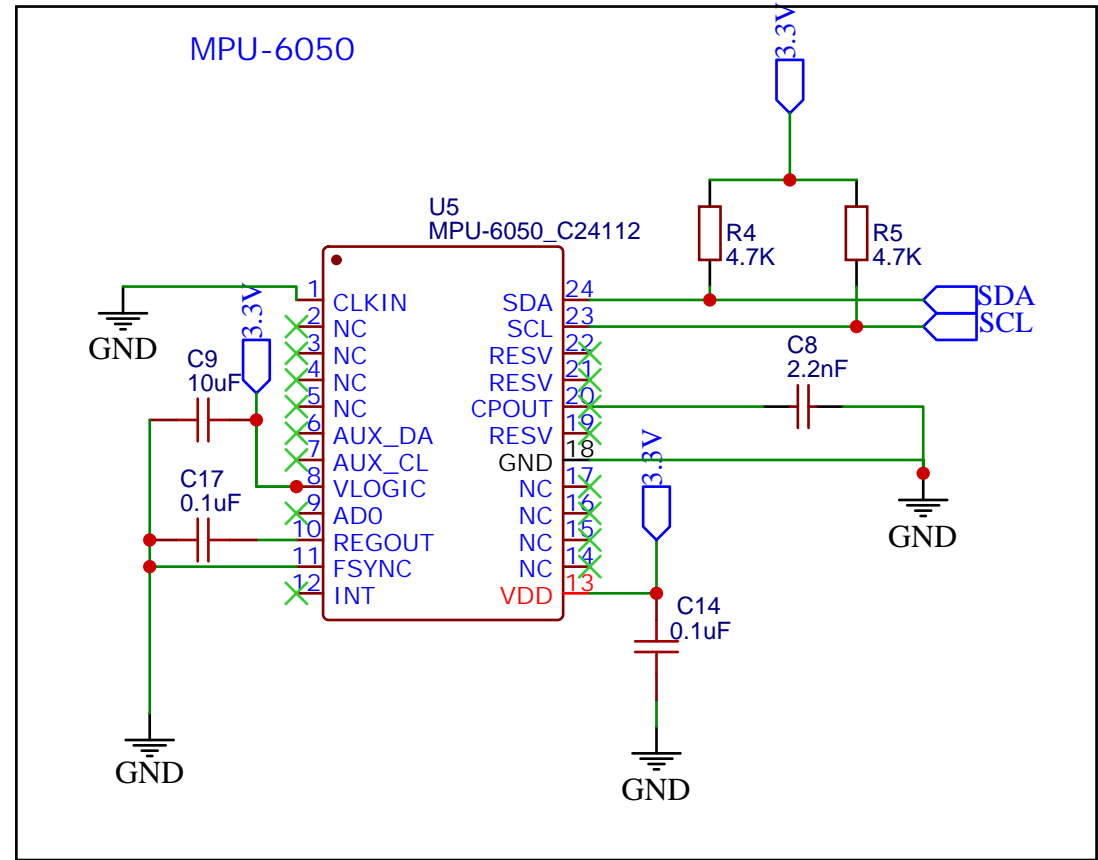 MPU-6050
3.3V
U5
MPU-6050_C24112
R4
4.7K
R5
4.7K
1
CLKIN
2
NC
3
NC
4
NC
5
NC
6
AUX_DA
7
AUX_CL
8
VLOGIC
9
AD0
10
REGOUT
11
FSYNC
12
INT
24
SDA
23
SCL
22
RESV
21
RESV
20
CPOUT
19
RESV
18
GND
17
NC
16
NC
15
NC
14
NC
13
VDD
SDA
SCL
GND
3.3V
C9
10uF
C17
0.1uF
GND
C8
2.2nF
GND
3.3V
C14
0.1uF
GND